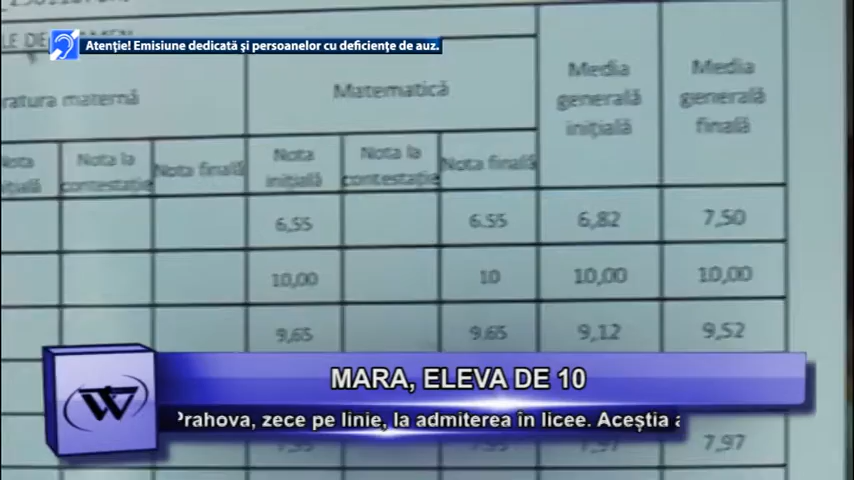 Atenţie! Emisiune dedicată şi persoanelor cu deficienţe de auz.
maternă
Matematică
Media generală iniţială
Media generală finală
Nota la contestaţie
Nota finală
Nota iniţială
Nota la contestaţie
Nota finală
6,55 6.55 6,82 7,50
10,00 10 10,00 10,00
9,65 9.65 9,12 9,52
MARA, ELEVA DE 10
Prahova, zece pe linie, la admiterea în licee. Aceştia a
7,97
W